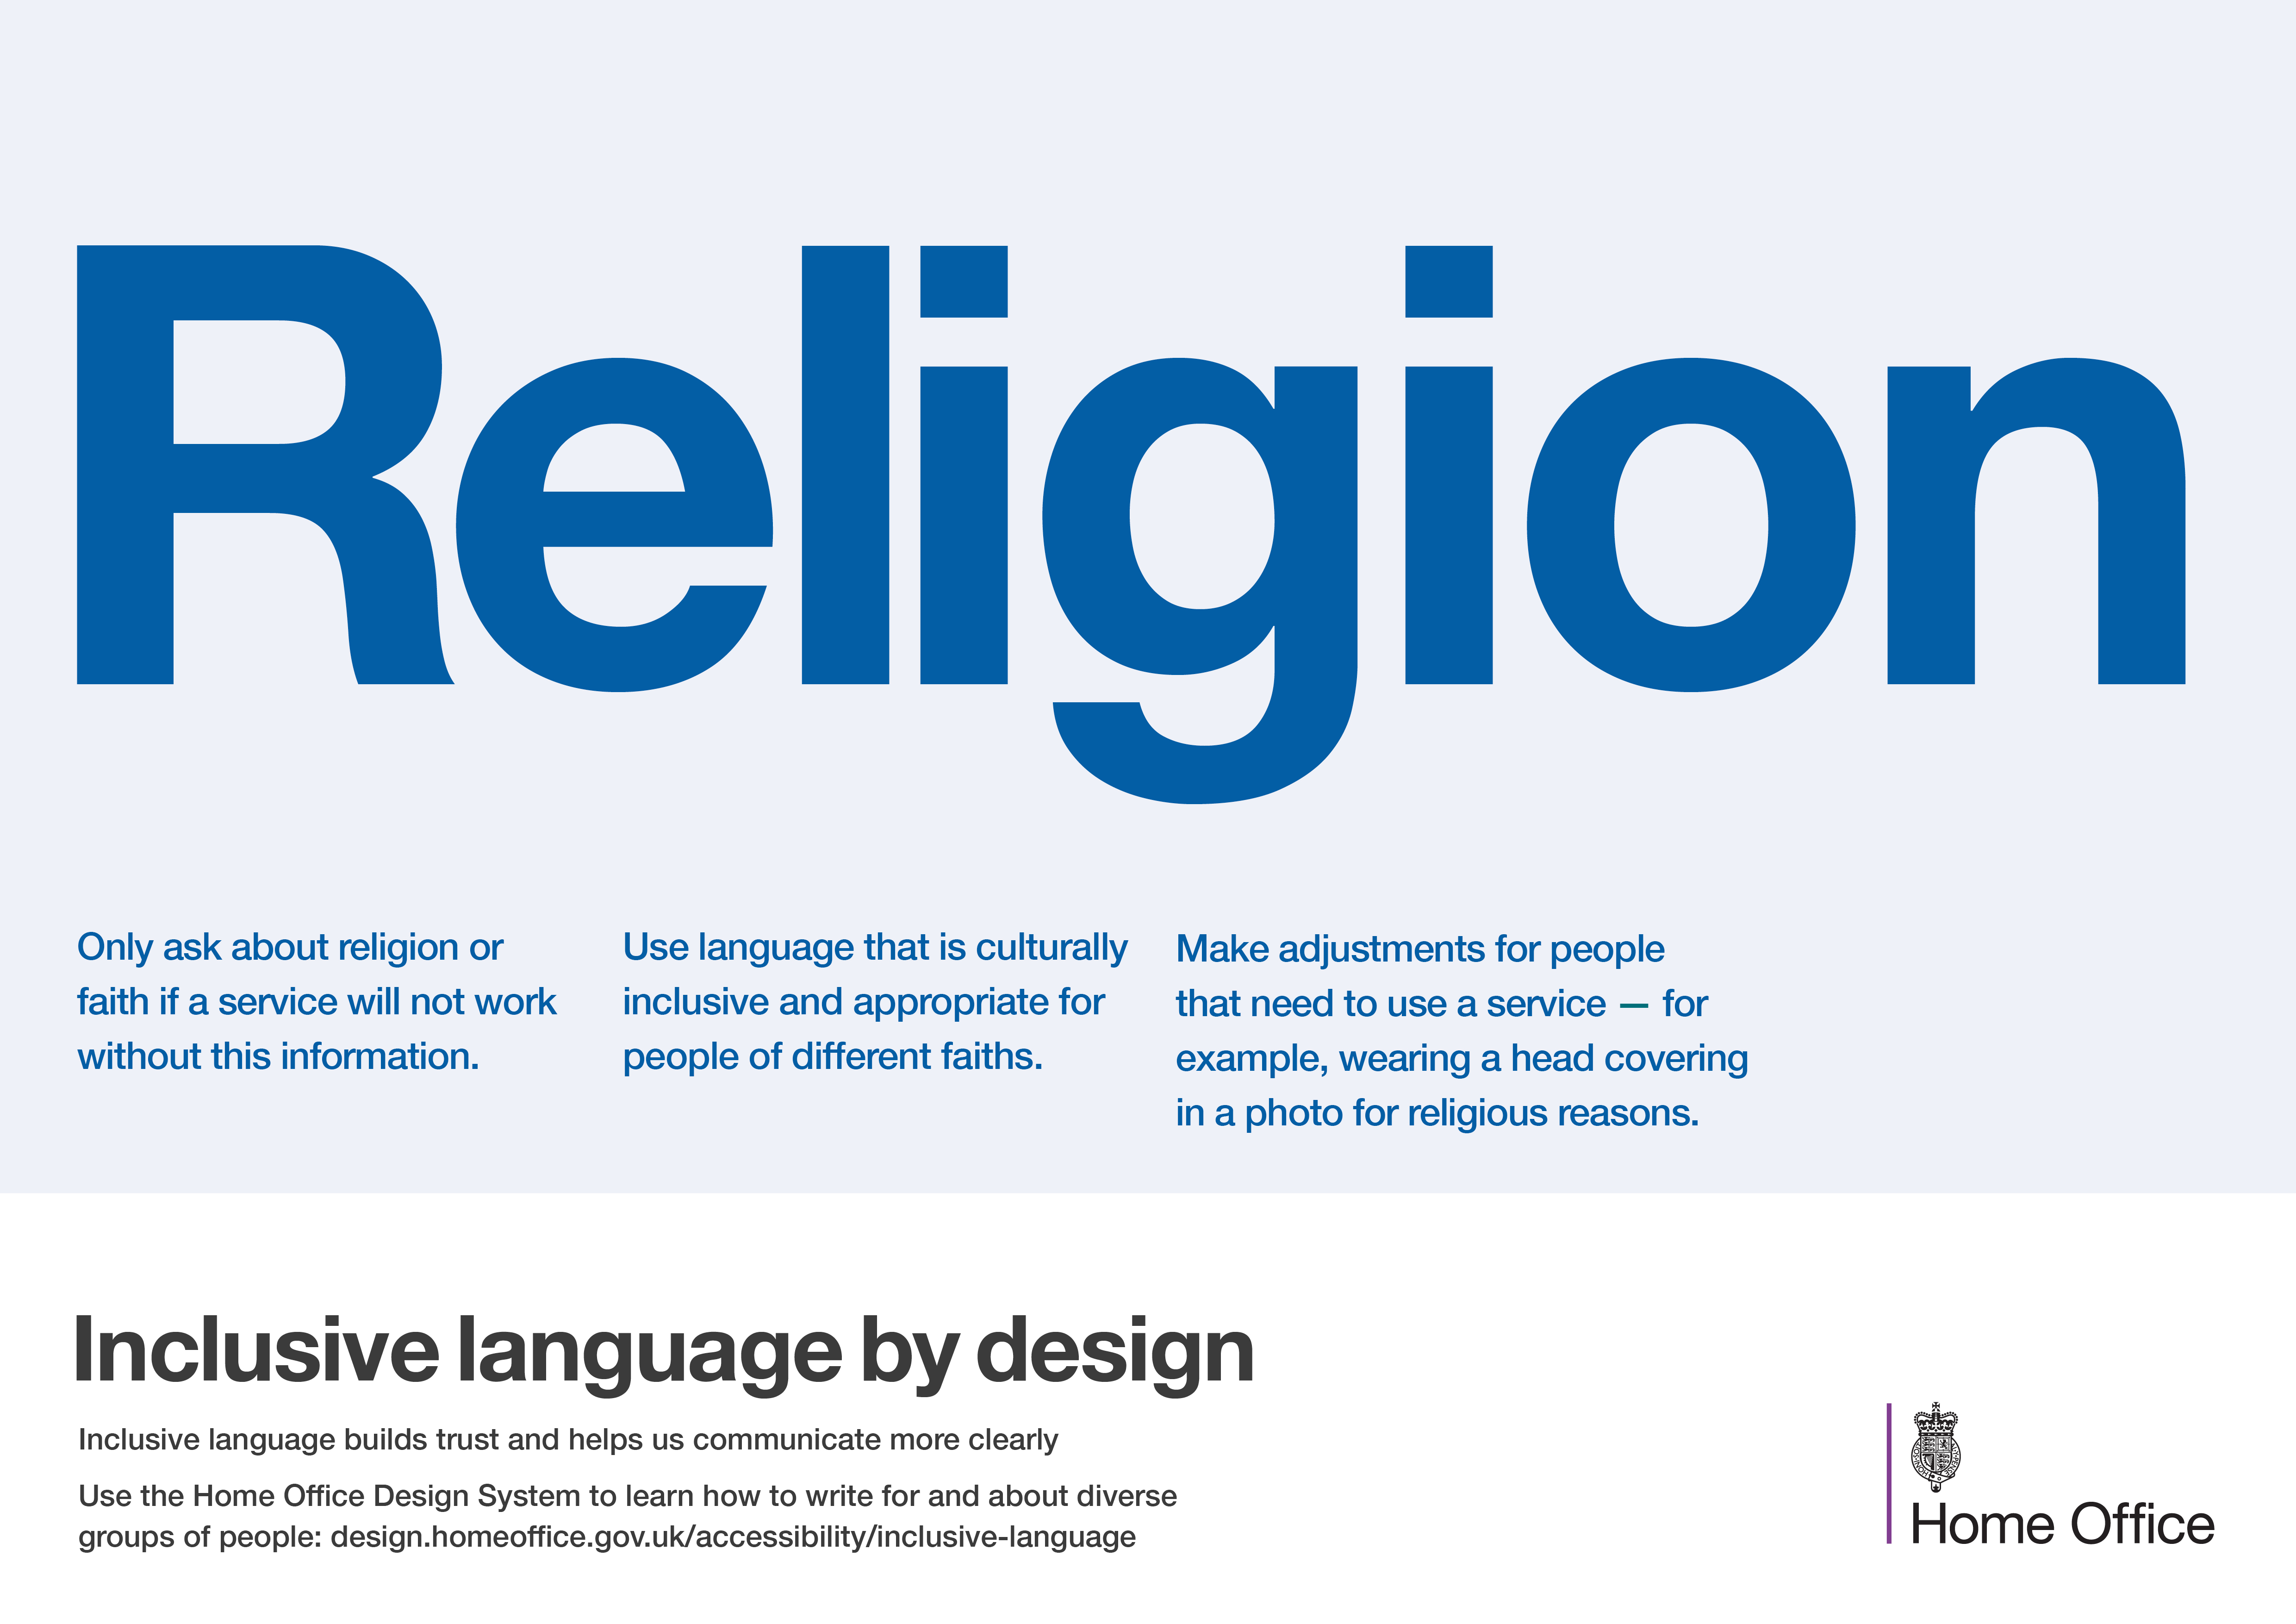 Religion
Only ask about religion or
faith if a service will not work
without this information.
Use language that is culturally
inclusive and appropriate for
people of different faiths.
Make adjustments for people
that need to use a service — for
example, wearing a head covering
in a photo for religious reasons.
Inclusive language by design
Inclusive language builds trust and helps us communicate more clearly
Use the Home Office Design System to learn how to write for and about diverse
groups of people: design.homeoffice.gov.uk/accessibility/inclusive-language
Home Office